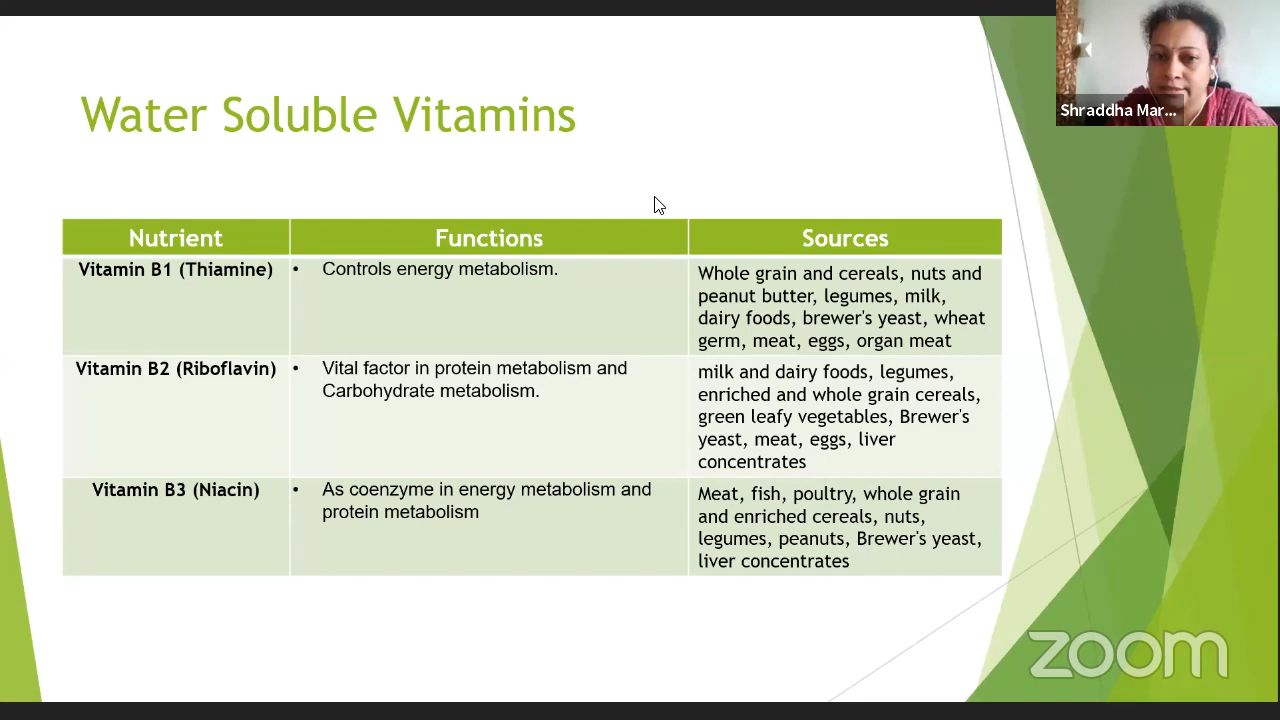 Shraddha Mar...
Water Soluble Vitamins
Nutrient
Functions
Sources
Vitamin B1 (Thiamine)
• Controls energy metabolism.
Whole grain and cereals, nuts and
peanut butter, legumes, milk,
dairy foods, brewer's yeast, wheat
germ, meat, eggs, organ meat
Vitamin B2 (Riboflavin)
• Vital factor in protein metabolism and
Carbohydrate metabolism.
milk and dairy foods, legumes,
enriched and whole grain cereals,
green leafy vegetables, Brewer's
yeast, meat, eggs, liver
concentrates
Vitamin B3 (Niacin)
• As coenzyme in energy metabolism and
protein metabolism
Meat, fish, poultry, whole grain
and enriched cereals, nuts,
legumes, peanuts, Brewer's yeast,
liver concentrates
zoom